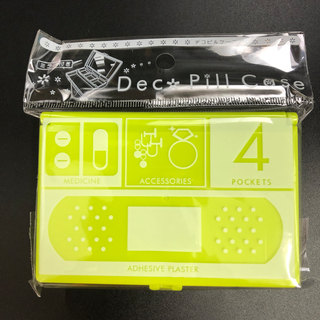 Deco Pill Case
MEDICINE
ACCESSORIES
4
POCKETS
ADHESIVE PLASTER